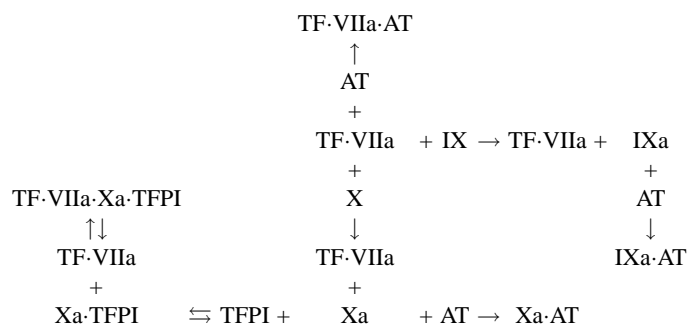 TF·VIIa·AT
↑
AT
+
TF·VIIa + IX → TF·VIIa + IXa
+ +
TF·VIIa·Xa·TFPI X AT
↑↓ ↓ ↓
TF·VIIa TF·VIIa IXa·AT
+ +
Xa·TFPI ⇆ TFPI + Xa + AT → Xa·AT